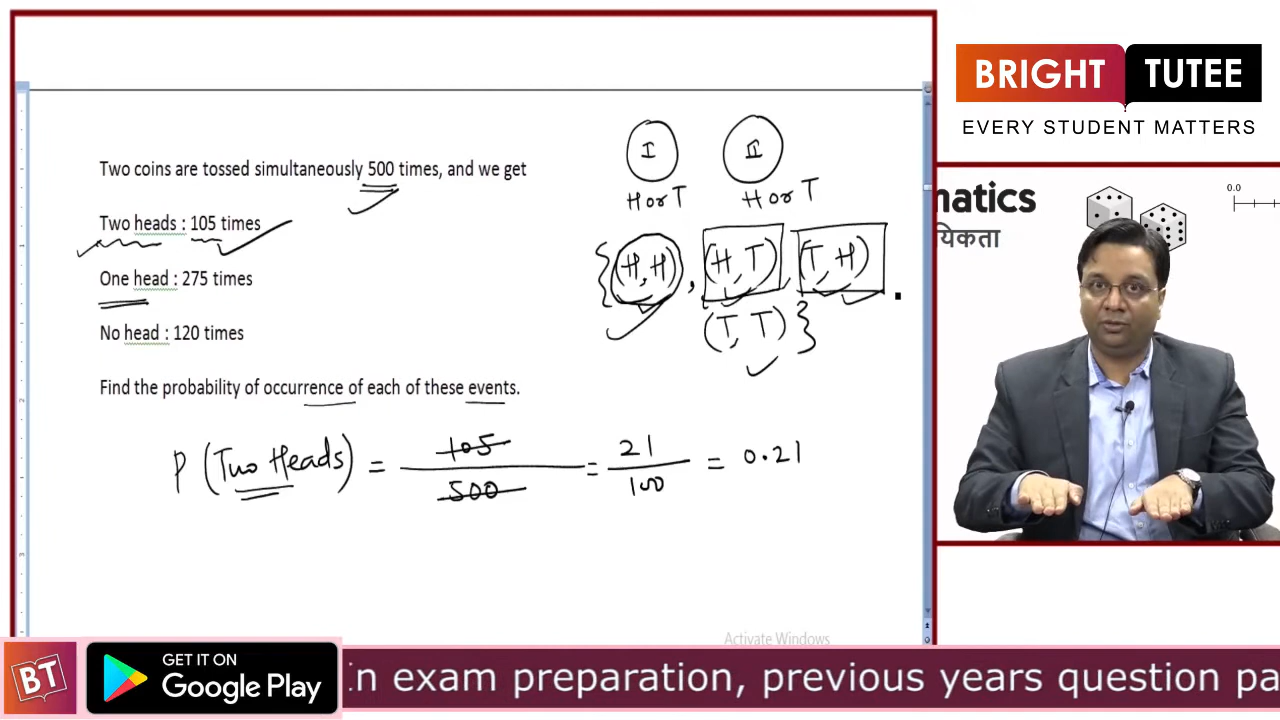 BRIGHT TUTEE
EVERY STUDENT MATTERS
Two coins are tossed simultaneously 500 times, and we get
Two heads : 105 times
One head : 275 times
No head : 120 times
Find the probability of occurrence of each of these events.
I II
H or T H or T
{(H, H), (H, T), (T, H)
(T, T)}
P (Two Heads) = 105/500 = 21/100 = 0.21
natics
यिकता
0.0
Activate Windows
BT
GET IT ON
Google Play
In exam preparation, previous years question pa